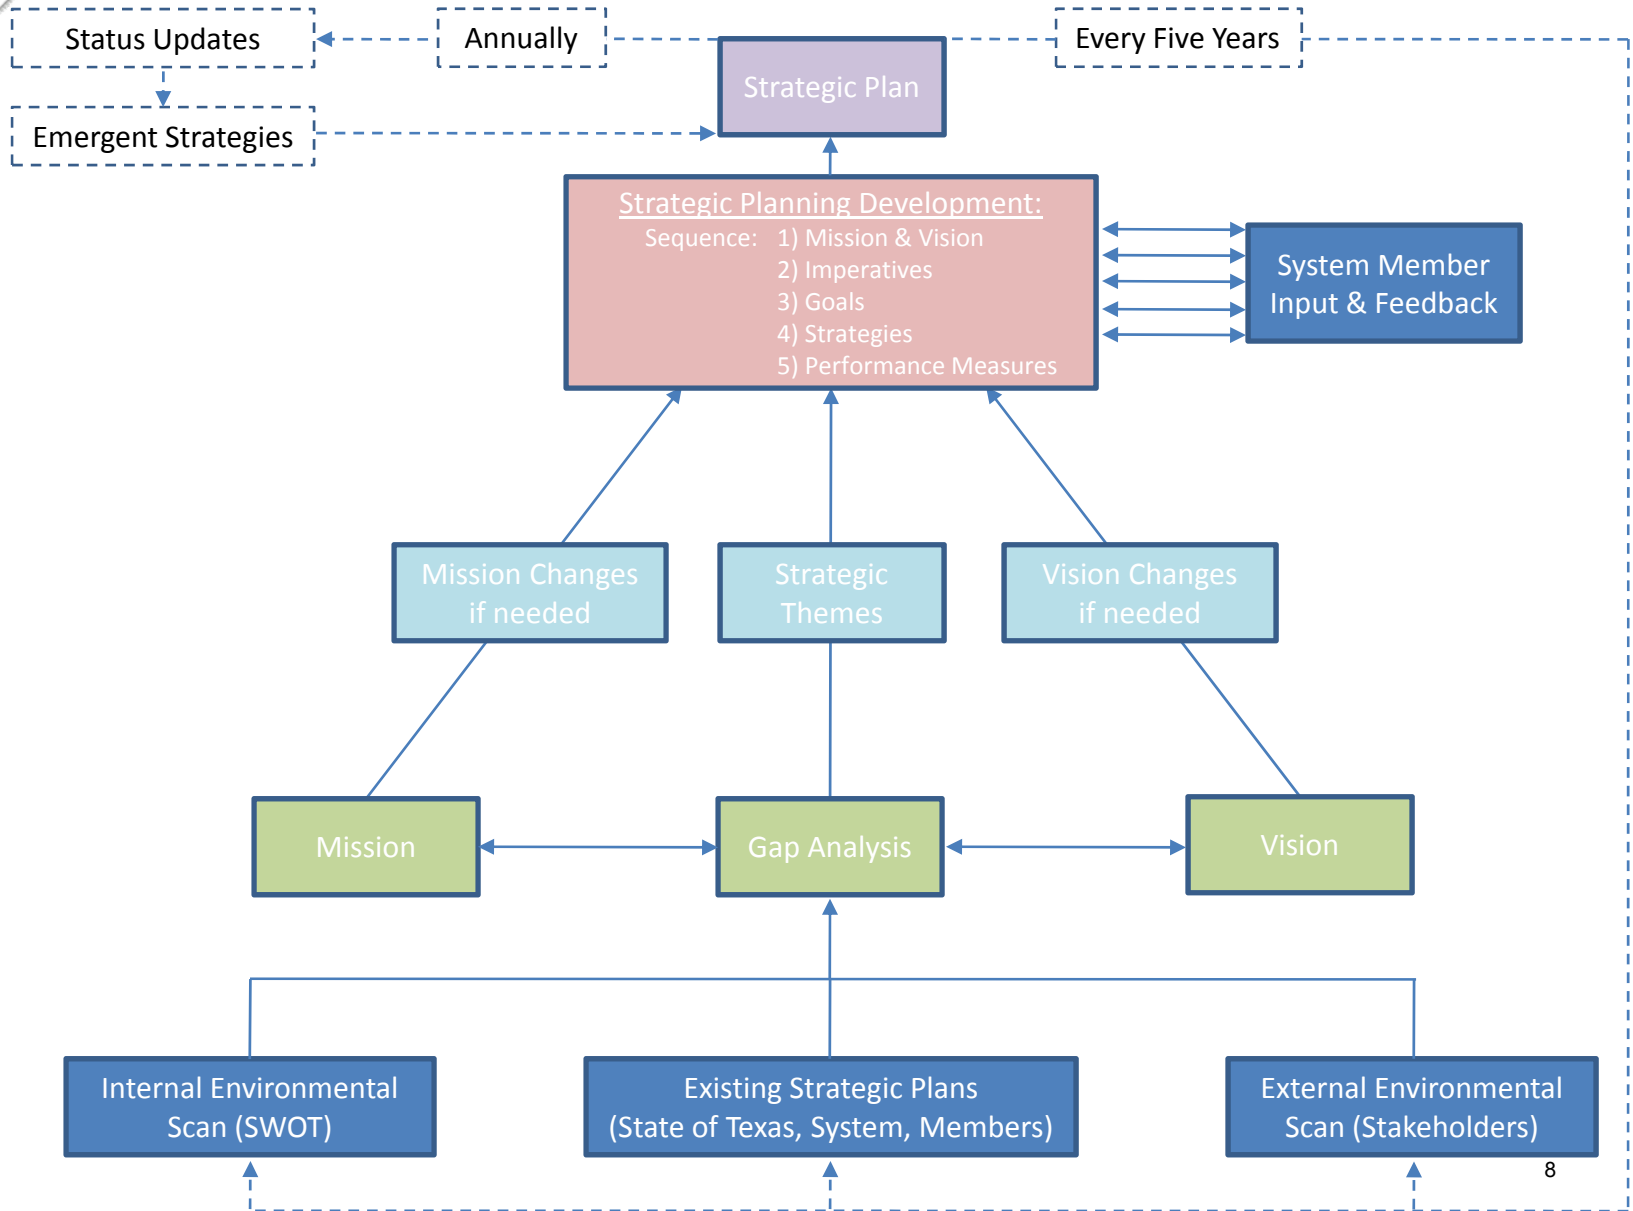 Status Updates
Annually
Every Five Years
Strategic Plan
Emergent Strategies
Strategic Planning Development:
Sequence: 1) Mission & Vision
2) Imperatives
3) Goals
4) Strategies
5) Performance Measures
System Member
Input & Feedback
Mission Changes
if needed
Strategic
Themes
Vision Changes
if needed
Mission
Gap Analysis
Vision
Internal Environmental
Scan (SWOT)
Existing Strategic Plans
(State of Texas, System, Members)
External Environmental
Scan (Stakeholders)
8